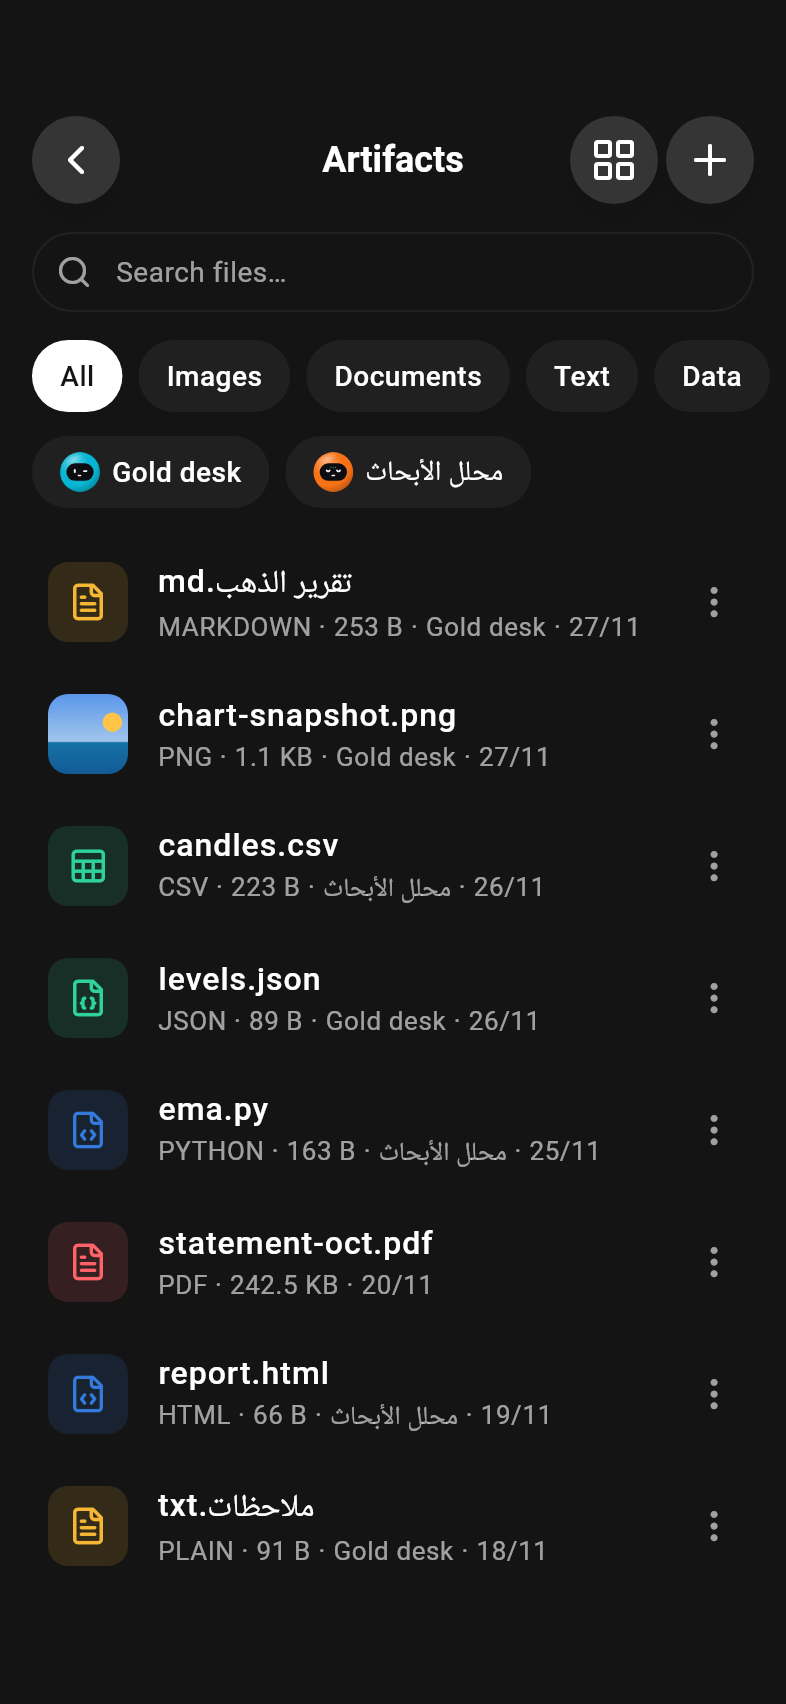 Artifacts
Search files…
All
Images
Documents
Text
Data
Gold desk
محلل الأبحاث
تقرير الذهب.md
MARKDOWN · 253 B · Gold desk · 27/11
chart-snapshot.png
PNG · 1.1 KB · Gold desk · 27/11
candles.csv
CSV · 223 B · محلل الأبحاث · 26/11
levels.json
JSON · 89 B · Gold desk · 26/11
ema.py
PYTHON · 163 B · محلل الأبحاث · 25/11
statement-oct.pdf
PDF · 242.5 KB · 20/11
report.html
HTML · 66 B · محلل الأبحاث · 19/11
ملاحظات.txt
PLAIN · 91 B · Gold desk · 18/11